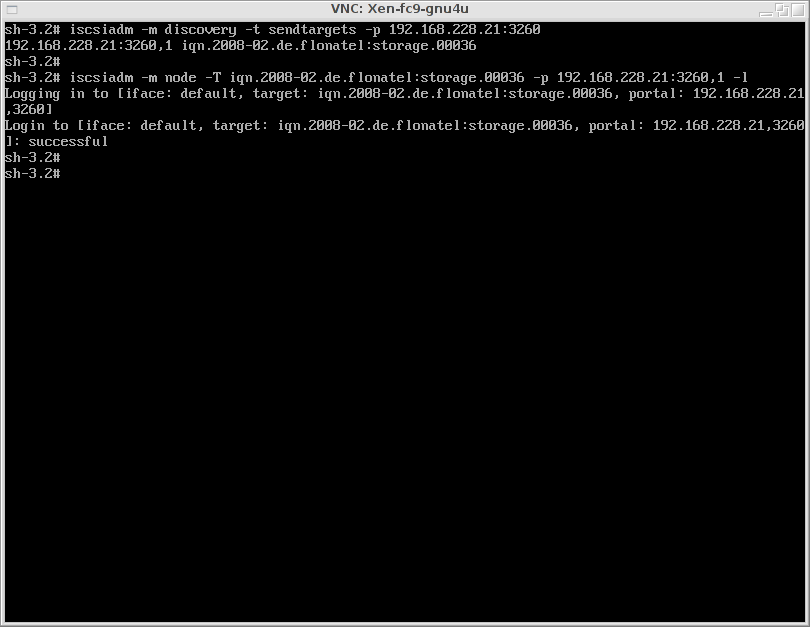 VNC: Xen-fc9-gnu4u
sh-3.2# iscsiadm -m discovery -t sendtargets -p 192.168.228.21:3260
192.168.228.21:3260,1 iqn.2008-02.de.flonatel:storage.00036
sh-3.2#
sh-3.2# iscsiadm -m node -T iqn.2008-02.de.flonatel:storage.00036 -p 192.168.228.21:3260,1 -l
Logging in to [iface: default, target: iqn.2008-02.de.flonatel:storage.00036, portal: 192.168.228.21
,3260]
Login to [iface: default, target: iqn.2008-02.de.flonatel:storage.00036, portal: 192.168.228.21,3260
]: successful
sh-3.2#
sh-3.2#